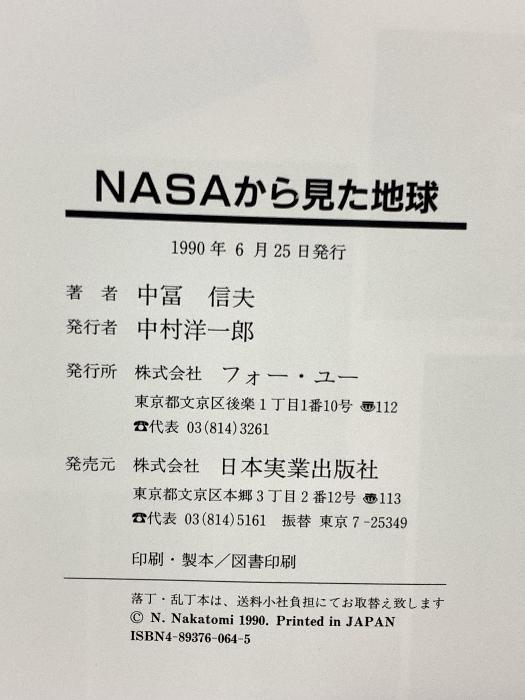 NASAから見た地球
1990年6月25日発行
著者 中冨 信夫
発行者 中村洋一郎
発行所 株式会社 フォー・ユー
東京都文京区後楽1丁目1番10号 〠112
☎代表 03(814)3261
発売元 株式会社 日本実業出版社
東京都文京区本郷3丁目2番12号 〠113
☎代表 03(814)5161 振替 東京7-25349
印刷・製本/図書印刷
落丁・乱丁本は、送料小社負担にてお取替え致します
© N. Nakatomi 1990. Printed in JAPAN
ISBN4-89376-064-5